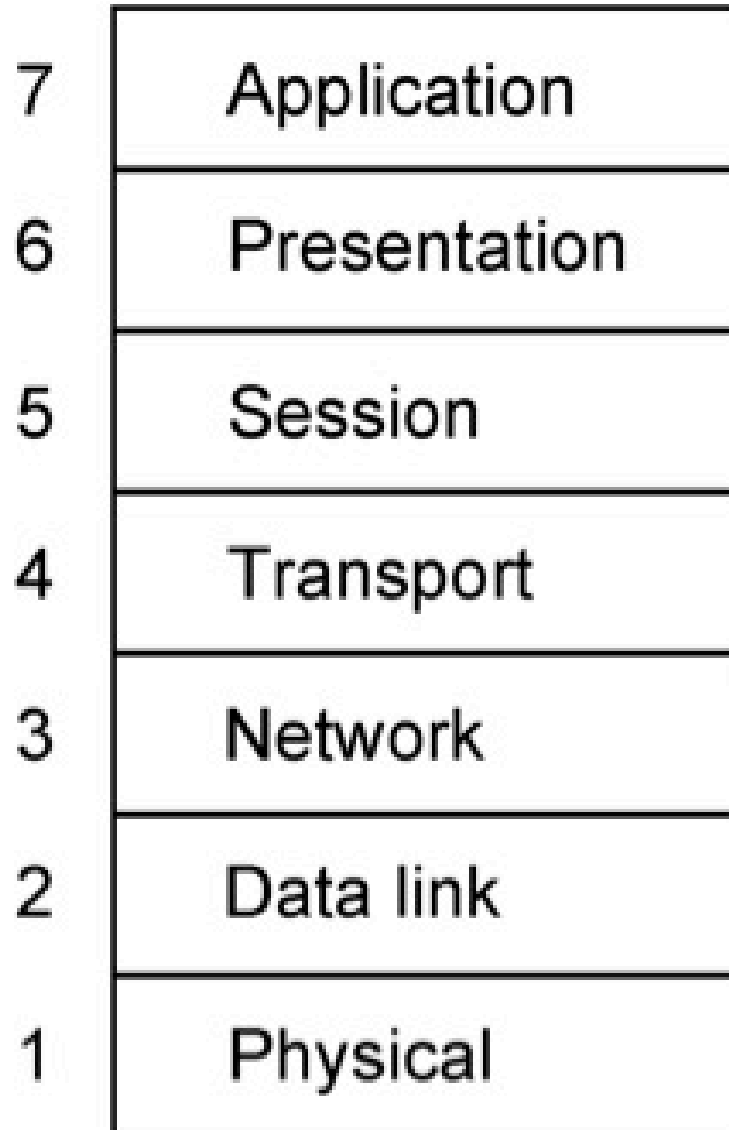 7 Application
6 Presentation
5 Session
4 Transport
3 Network
2 Data link
1 Physical